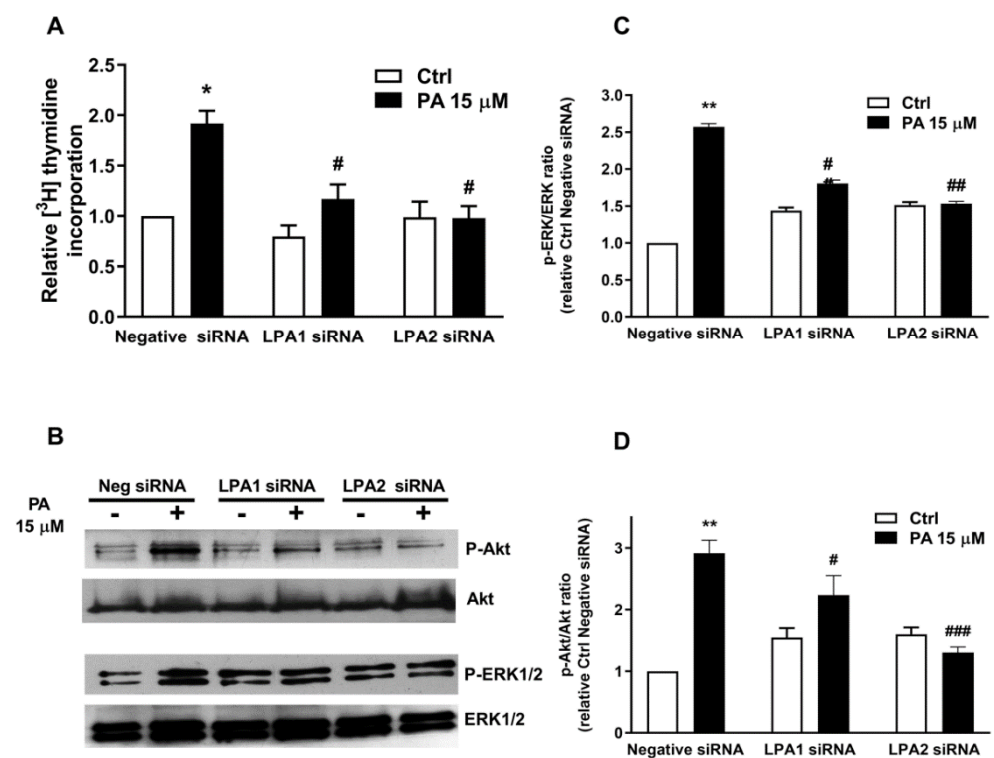 A
Relative [³H] thymidine
incorporation
2.5
2.0
1.5
1.0
0.5
0.0
Ctrl
PA 15 μM
*
#
#
Negative siRNA
LPA1 siRNA
LPA2 siRNA
C
p-ERK/ERK ratio
(relative Ctrl Negative siRNA)
3.0
2.5
2.0
1.5
1.0
0.5
0.0
Ctrl
PA 15 μM
**
#
#
##
Negative siRNA
LPA1 siRNA
LPA2 siRNA
B
Neg siRNA
LPA1 siRNA
LPA2 siRNA
PA
15 μM
- + - + - +
P-Akt
Akt
P-ERK1/2
ERK1/2
D
p-Akt/Akt ratio
(relative Ctrl Negative siRNA)
3
2
1
0
Ctrl
PA 15 μM
**
#
###
Negative siRNA
LPA1 siRNA
LPA2 siRNA